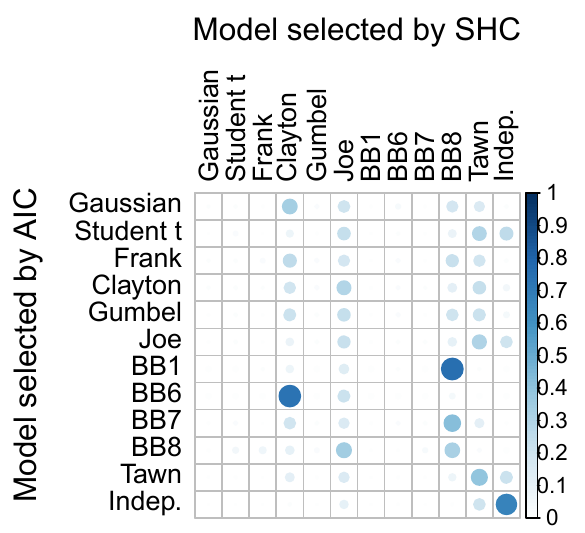 Model selected by SHC
Gaussian
Student t
Frank
Clayton
Gumbel
Joe
BB1
BB6
BB7
BB8
Tawn
Indep.
Model selected by AIC
Gaussian
Student t
Frank
Clayton
Gumbel
Joe
BB1
BB6
BB7
BB8
Tawn
Indep.
1
0.9
0.8
0.7
0.6
0.5
0.4
0.3
0.2
0.1
0